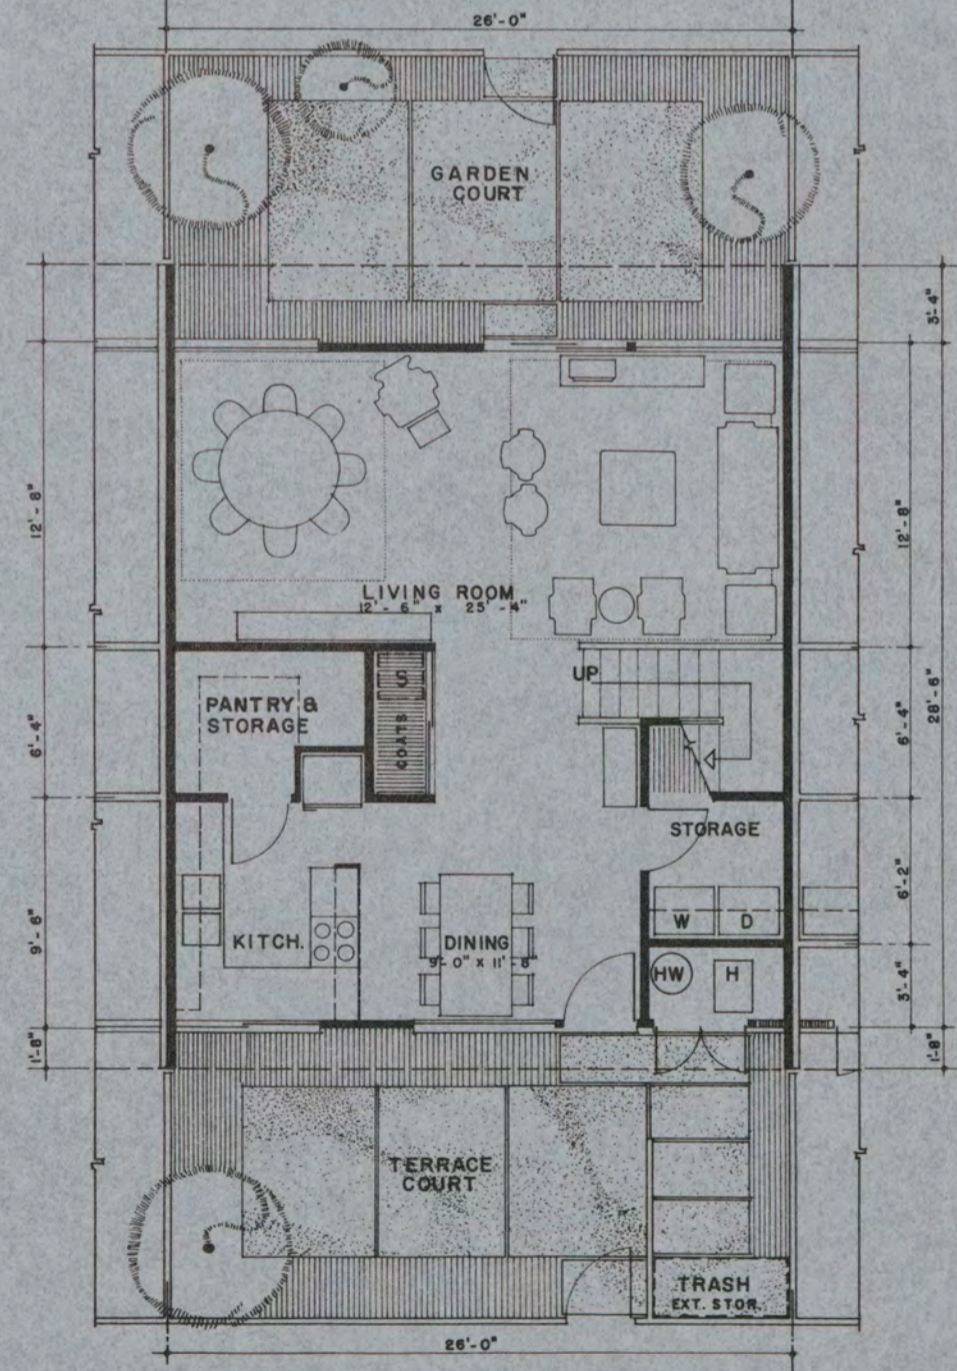 26'-0"
GARDEN
COURT
3'-4"
12'-8"
12'-8"
LIVING ROOM
12'-6" x 25'-4"
S
UP
PANTRY &
STORAGE
COATS
6'-4"
6'-4"
28'-6"
STORAGE
6'-2"
W
D
9'-6"
KITCH.
DINING
9'-0" x 11'-8"
HW
H
3'-4"
1'-8"
1'-8"
TERRACE
COURT
TRASH
EXT. STOR.
26'-0"